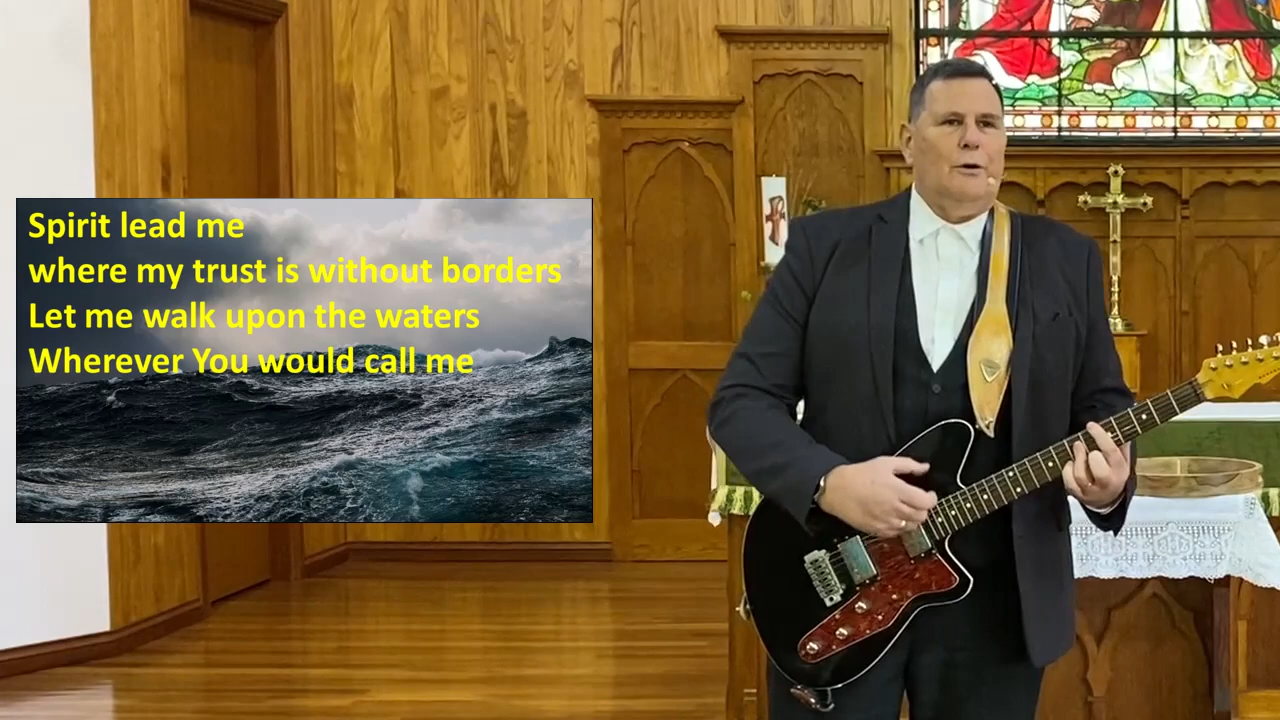 Spirit lead me
where my trust is without borders
Let me walk upon the waters
Wherever You would call me